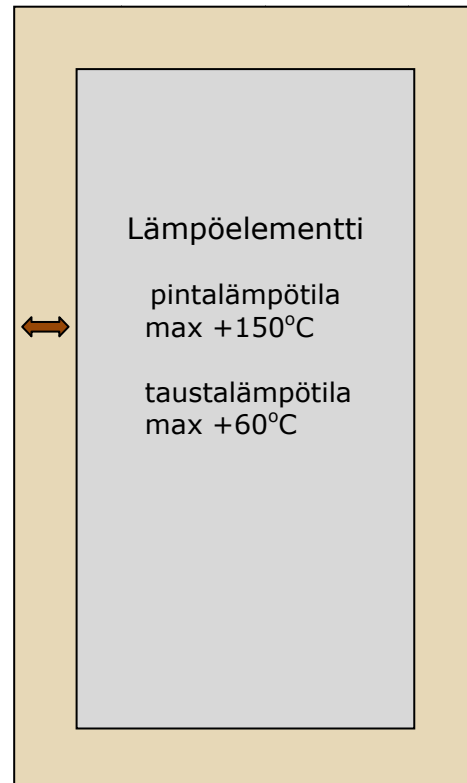 Lämpöelementti
pintalämpötila
max +150°C
taustalämpötila
max +60°C